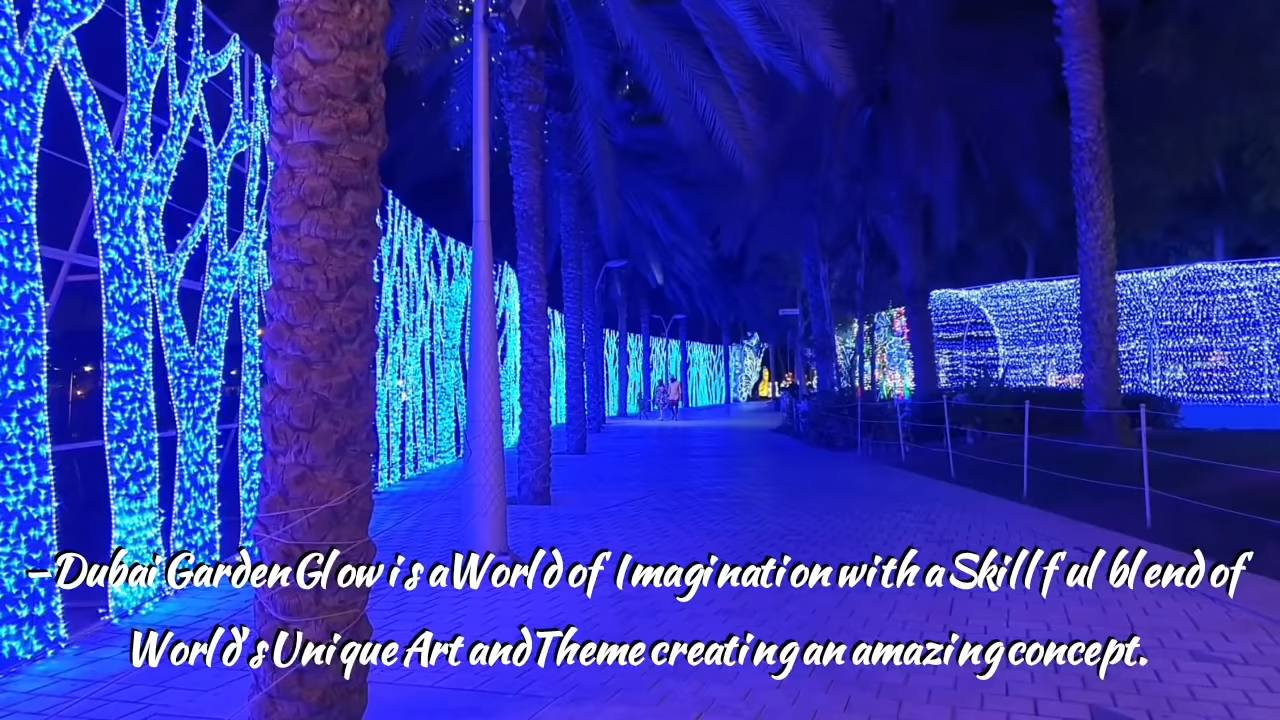 –Dubai Garden Glow is a World of Imagination with a Skillful blend of
World's Unique Art and Theme creating an amazing concept.